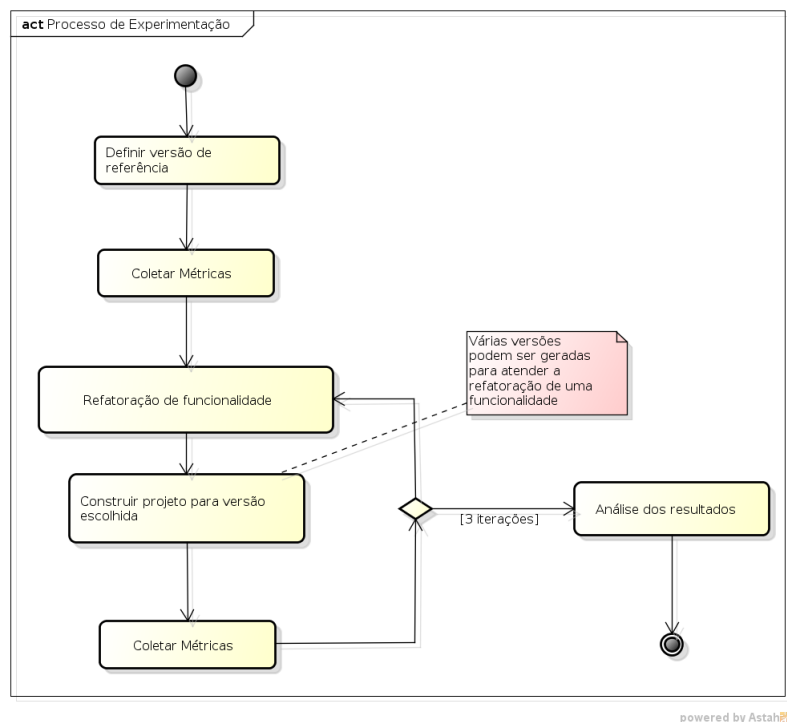 act Processo de Experimentação
Definir versão de
referência
Coletar Métricas
Várias versões
podem ser geradas
para atender a
refatoração de uma
funcionalidade
Refatoração de funcionalidade
Construir projeto para versão
escolhida
[3 iterações]
Análise dos resultados
Coletar Métricas
powered by Astah